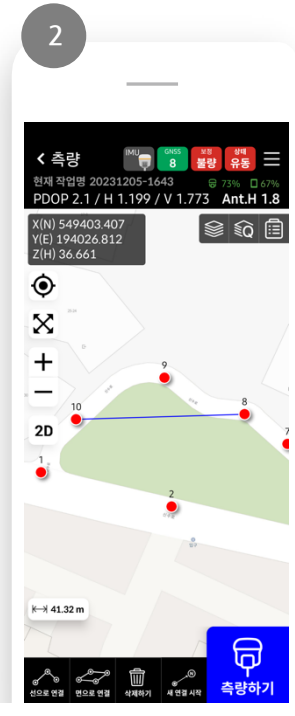 2
측량
IMU
GNSS
8
보정
불량
상태
유동
현재 작업명 20231205-1643
73%
67%
PDOP 2.1 / H 1.199 / V 1.773
Ant.H 1.8
X(N) 549403.407
Y(E) 194026.812
Z(H) 36.661
9
10
8
7
2D
1
2
41.32 m
선으로 연결
면으로 연결
삭제하기
새 연결 시작
측량하기